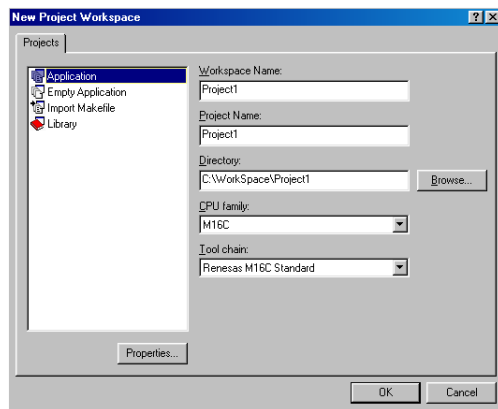 New Project Workspace
Projects
Application
Empty Application
Import Makefile
Library
Properties...
Workspace Name:
Project1
Project Name:
Project1
Directory:
C:\WorkSpace\Project1
Browse...
CPU family:
M16C
Tool chain:
Renesas M16C Standard
OK
Cancel